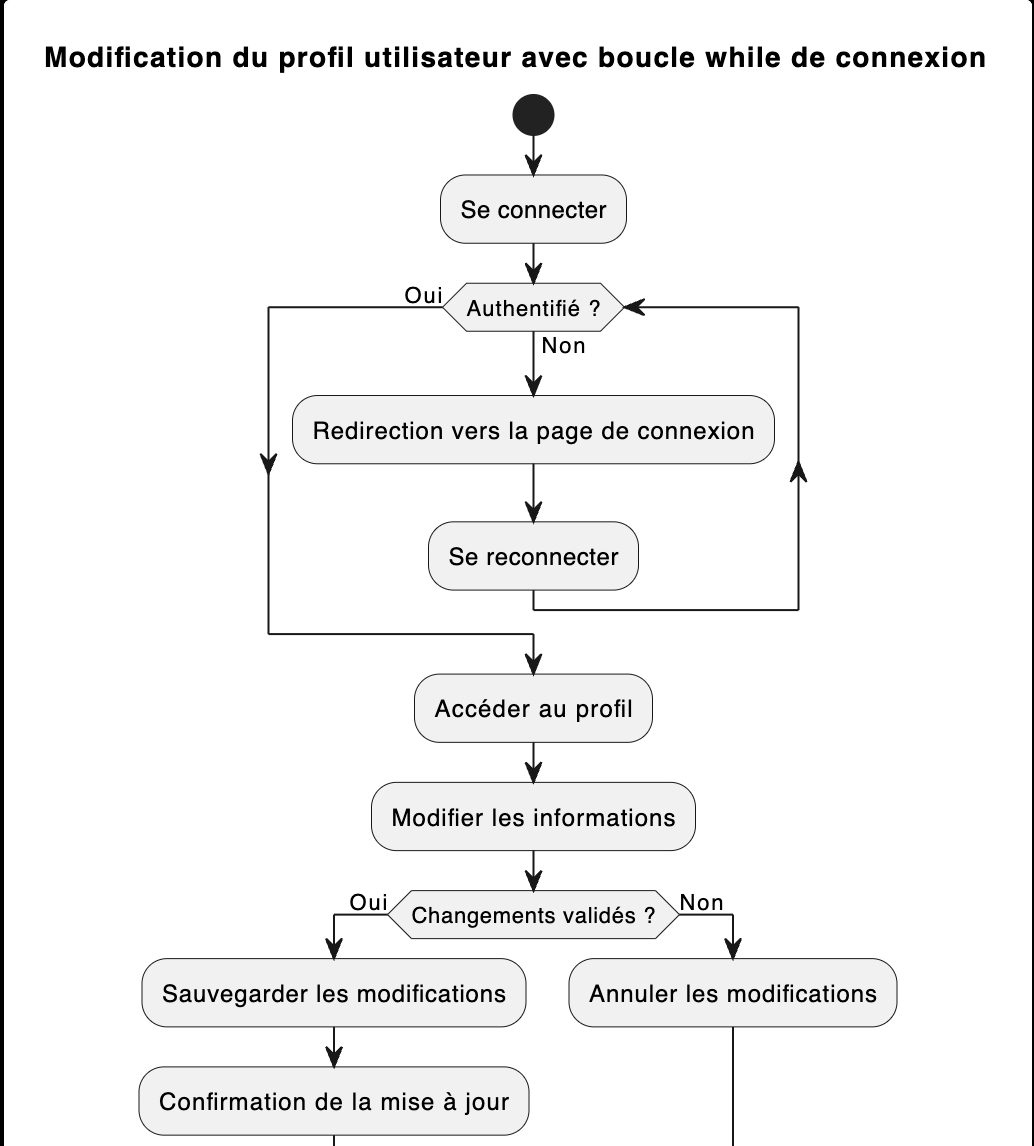 Modification du profil utilisateur avec boucle while de connexion
Se connecter
Oui
Authentifié ?
Non
Redirection vers la page de connexion
Se reconnecter
Accéder au profil
Modifier les informations
Oui
Changements validés ?
Non
Sauvegarder les modifications
Annuler les modifications
Confirmation de la mise à jour